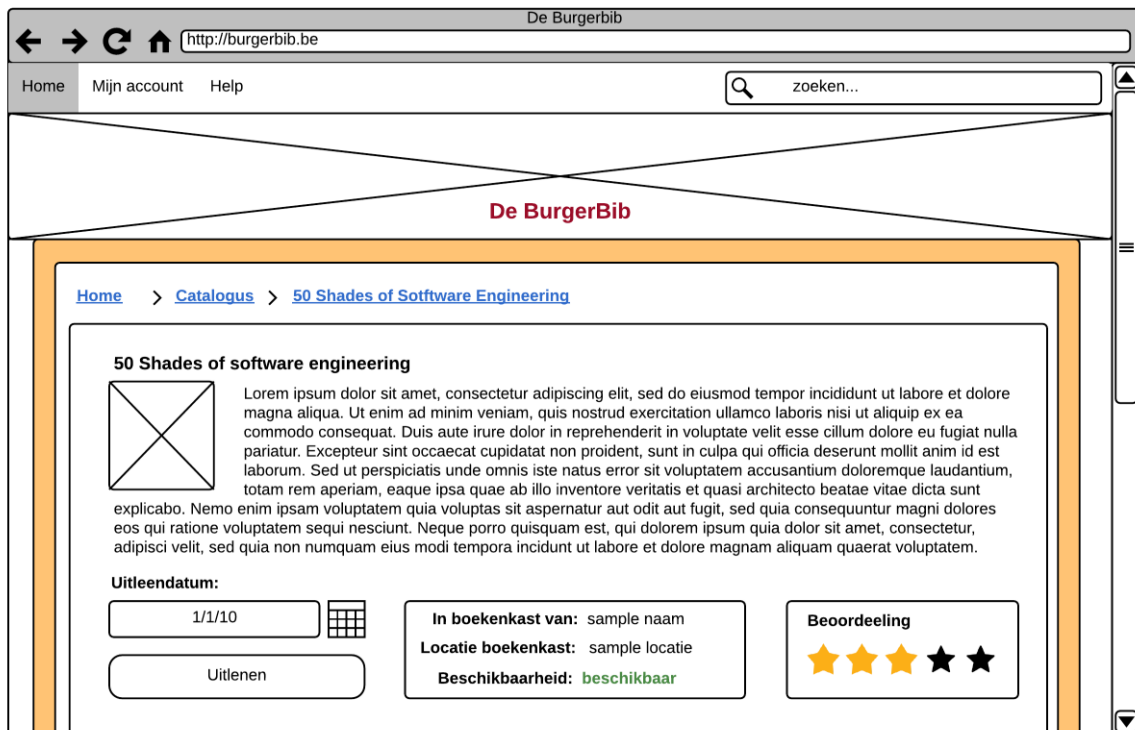 De Burgerbib
http://burgerbib.be
Home Mijn account Help zoeken...
De BurgerBib
Home Catalogus 50 Shades of Sotftware Engineering
50 Shades of software engineering
Lorem ipsum dolor sit amet, consectetur adipiscing elit, sed do eiusmod tempor incididunt ut labore et dolore
magna aliqua. Ut enim ad minim veniam, quis nostrud exercitation ullamco laboris nisi ut aliquip ex ea
commodo consequat. Duis aute irure dolor in reprehenderit in voluptate velit esse cillum dolore eu fugiat nulla
pariatur. Excepteur sint occaecat cupidatat non proident, sunt in culpa qui officia deserunt mollit anim id est
laborum. Sed ut perspiciatis unde omnis iste natus error sit voluptatem accusantium doloremque laudantium,
totam rem aperiam, eaque ipsa quae ab illo inventore veritatis et quasi architecto beatae vitae dicta sunt
explicabo. Nemo enim ipsam voluptatem quia voluptas sit aspernatur aut odit aut fugit, sed quia consequuntur magni dolores
eos qui ratione voluptatem sequi nesciunt. Neque porro quisquam est, qui dolorem ipsum quia dolor sit amet, consectetur,
adipisci velit, sed quia non numquam eius modi tempora incidunt ut labore et dolore magnam aliquam quaerat voluptatem.
Uitleendatum:
1/1/10
Uitlenen
In boekenkast van: sample naam
Locatie boekenkast: sample locatie
Beschikbaarheid: beschikbaar
Beoordeeling